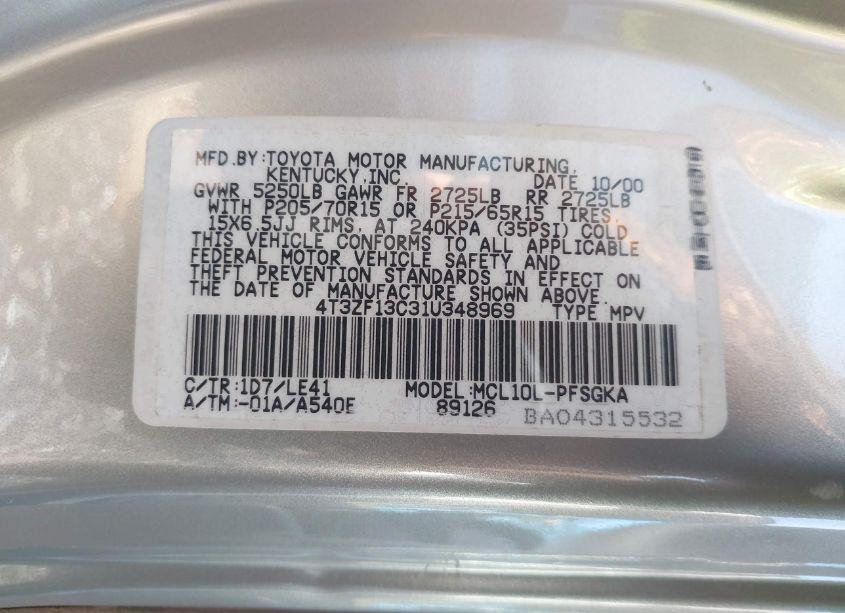 MFD.BY:TOYOTA MOTOR MANUFACTURING,
KENTUCKY,INC. DATE 10/00
GVWR 5250LB GAWR FR 2725LB RR 2725LB
WITH P205/70R15 OR P215/65R15 TIRES,
15X6.5JJ RIMS, AT 240KPA (35PSI) COLD
THIS VEHICLE CONFORMS TO ALL APPLICABLE
FEDERAL MOTOR VEHICLE SAFETY AND
THEFT PREVENTION STANDARDS IN EFFECT ON
THE DATE OF MANUFACTURE SHOWN ABOVE.
4T3ZF13C31U348969 TYPE MPV
C/TR:1D7/LE41 MODEL:MCL10L-PFSGKA
A/TM:-01A/A540E 89126 BA04315532